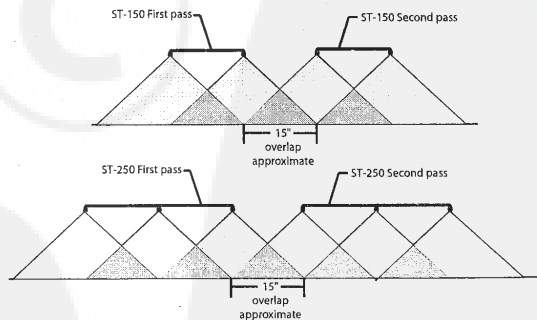 ST-150 First pass
ST-150 Second pass
15"
overlap
approximate
ST-250 First pass
ST-250 Second pass
15"
overlap
approximate